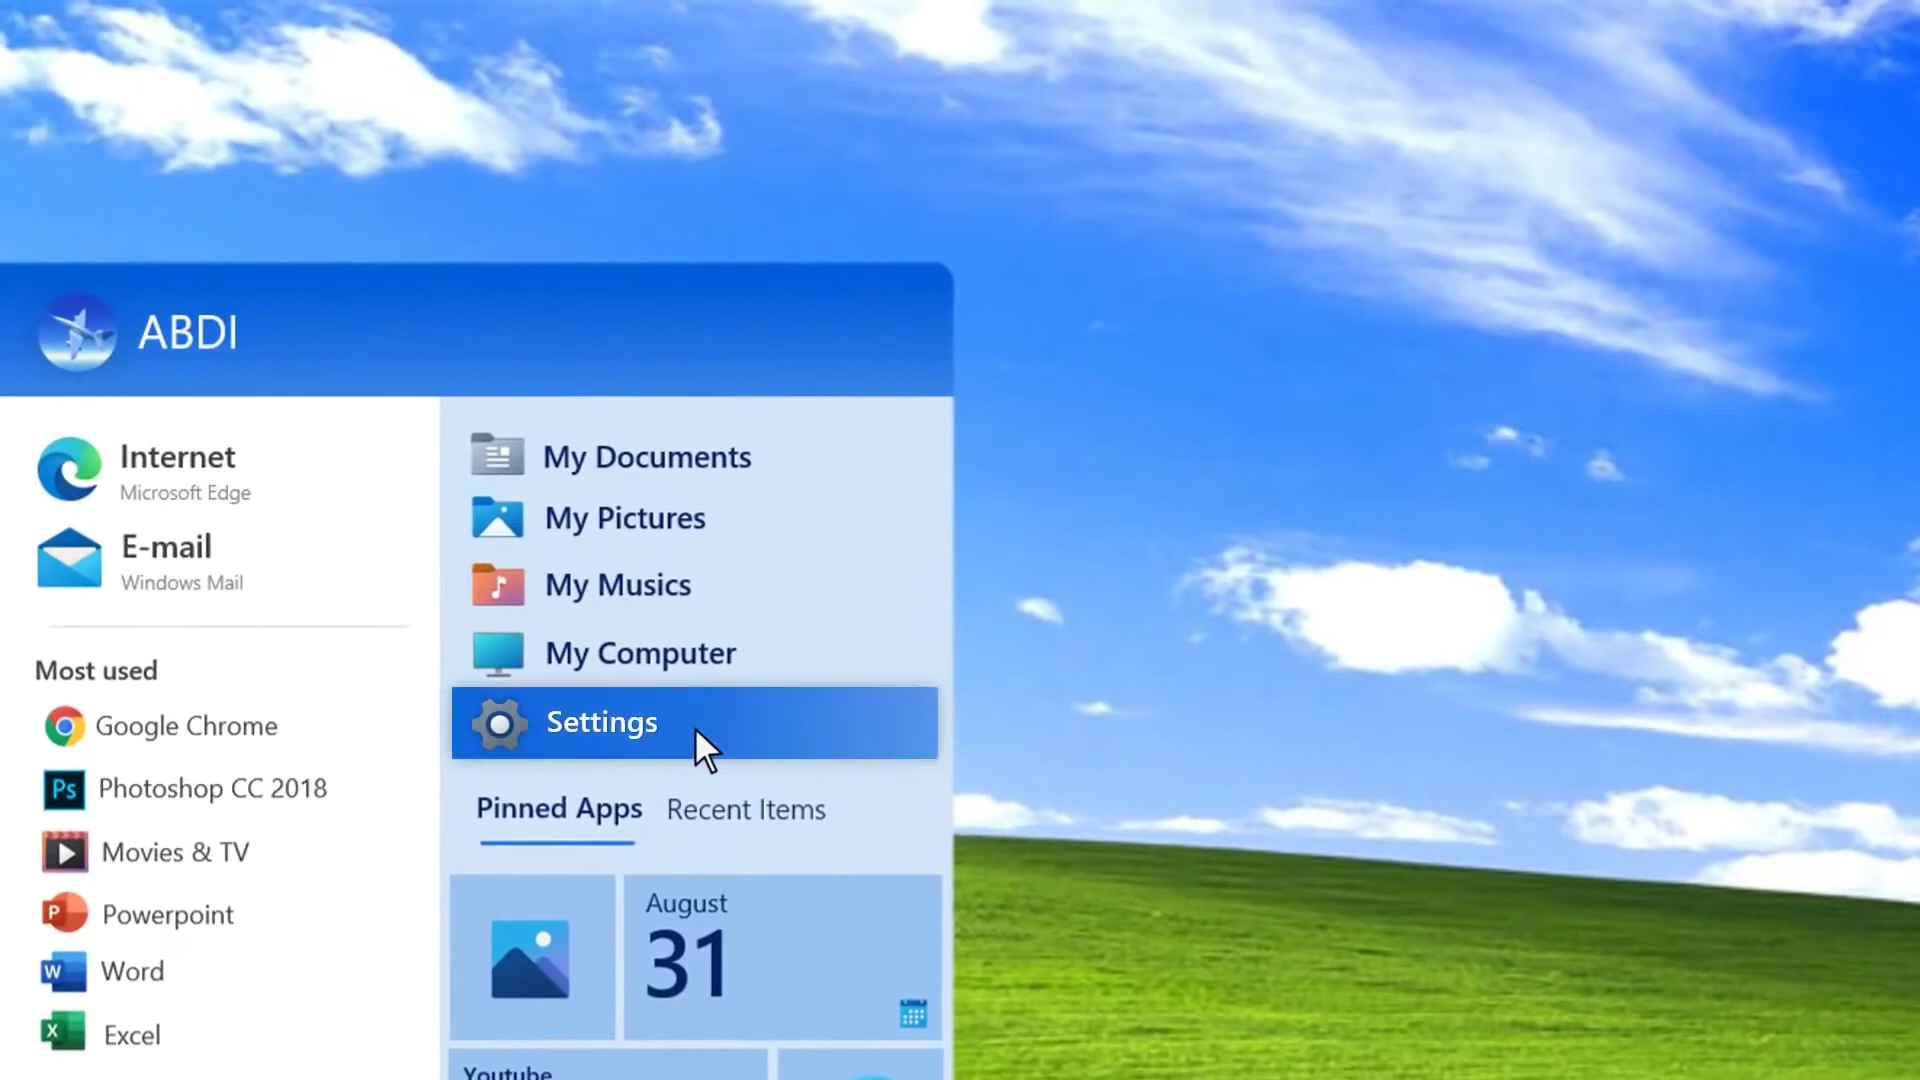 ABDI
Internet
Microsoft Edge
E-mail
Windows Mail
Most used
Google Chrome
Ps
Photoshop CC 2018
Movies & TV
P
Powerpoint
W
Word
X
Excel
My Documents
My Pictures
My Musics
My Computer
Settings
Pinned Apps
Recent Items
August
31
Youtube